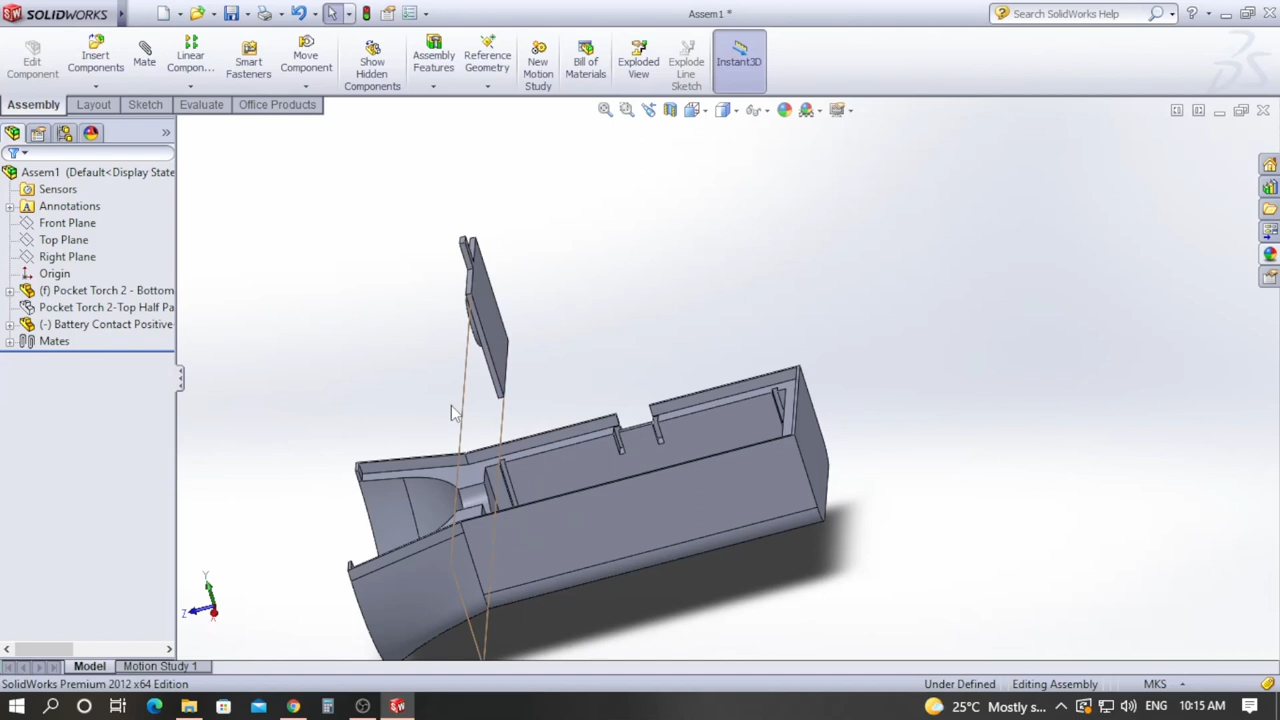 SOLIDWORKS
Assem1 *
Search SolidWorks Help
Edit
Component
Insert
Components
Mate
Linear
Compon...
Smart
Fasteners
Move
Component
Show
Hidden
Components
Assembly
Features
Reference
Geometry
New
Motion
Study
Bill of
Materials
Exploded
View
Explode
Line
Sketch
Instant3D
Assembly
Layout
Sketch
Evaluate
Office Products
Assem1 (Default<Display State
Sensors
Annotations
Front Plane
Top Plane
Right Plane
Origin
(f) Pocket Torch 2 - Bottom
Pocket Torch 2-Top Half Pa
(-) Battery Contact Positive
Mates
Y
Z
X
Model
Motion Study 1
SolidWorks Premium 2012 x64 Edition
Under Defined
Editing Assembly
MKS
25°C Mostly s...
ENG
10:15 AM